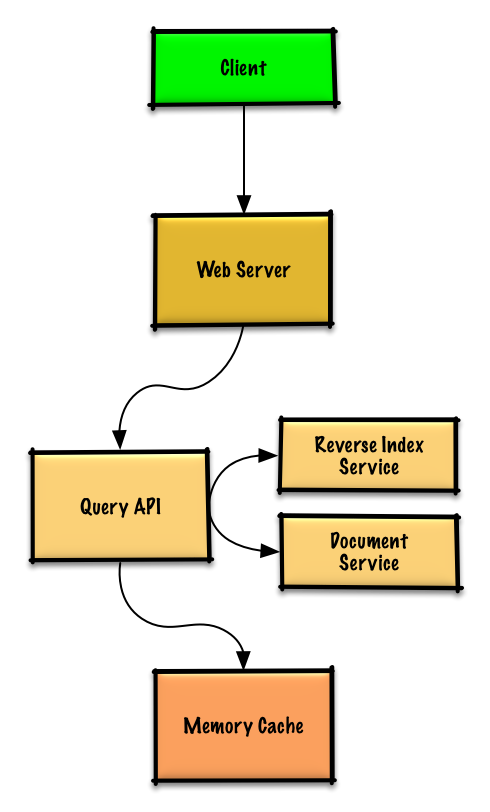 Client
Web Server
Reverse Index
Service
Query API
Document
Service
Memory Cache